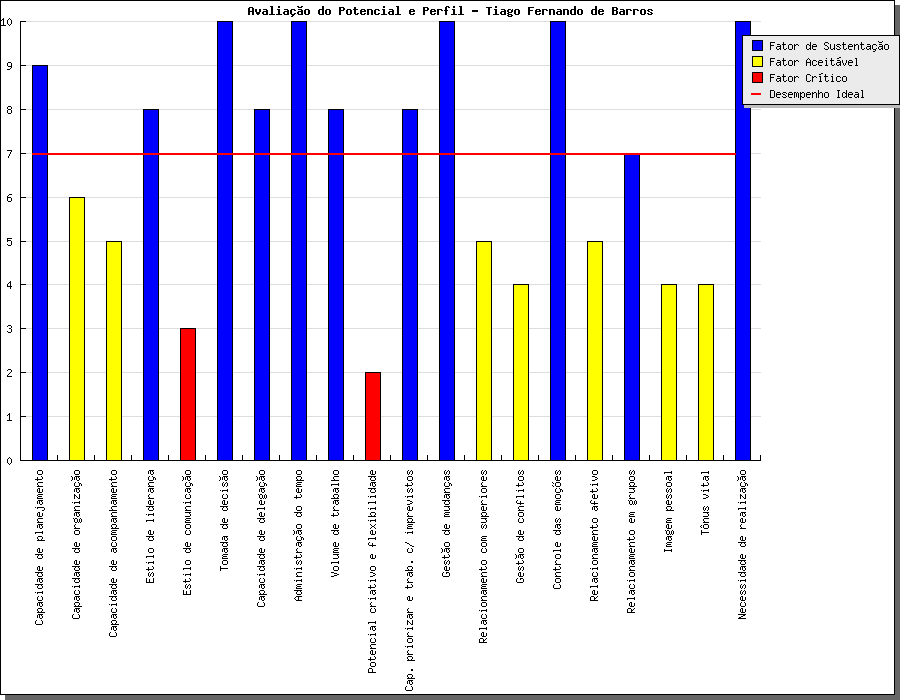 Avaliação do Potencial e Perfil - Tiago Fernando de Barros
Fator de Sustentação
Fator Aceitável
Fator Crítico
Desempenho Ideal
10
9
8
7
6
5
4
3
2
1
0
Capacidade de planejamento
Capacidade de organização
Capacidade de acompanhamento
Estilo de liderança
Estilo de comunicação
Tomada de decisão
Capacidade de delegação
Administração do tempo
Volume de trabalho
Potencial criativo e flexibilidade
Cap. priorizar e trab. c/ imprevistos
Gestão de mudanças
Relacionamento com superiores
Gestão de conflitos
Controle das emoções
Relacionamento afetivo
Relacionamento em grupos
Imagem pessoal
Tônus vital
Necessidade de realização